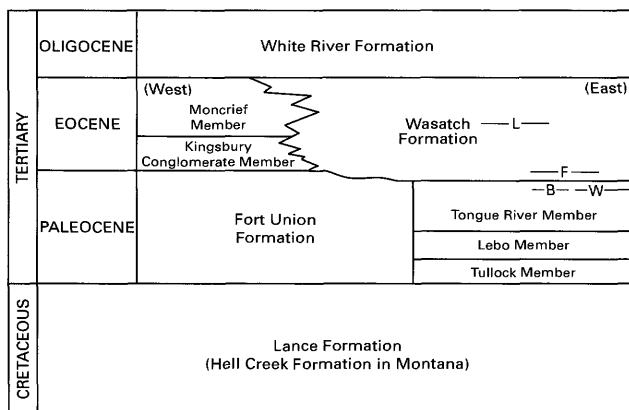 TERTIARY
OLIGOCENE
White River Formation
EOCENE
(West)
(East)
Moncrief
Member
Kingsbury
Conglomerate Member
Wasatch
Formation
L
F
B
W
PALEOCENE
Fort Union
Formation
Tongue River Member
Lebo Member
Tullock Member
CRETACEOUS
Lance Formation
(Hell Creek Formation in Montana)